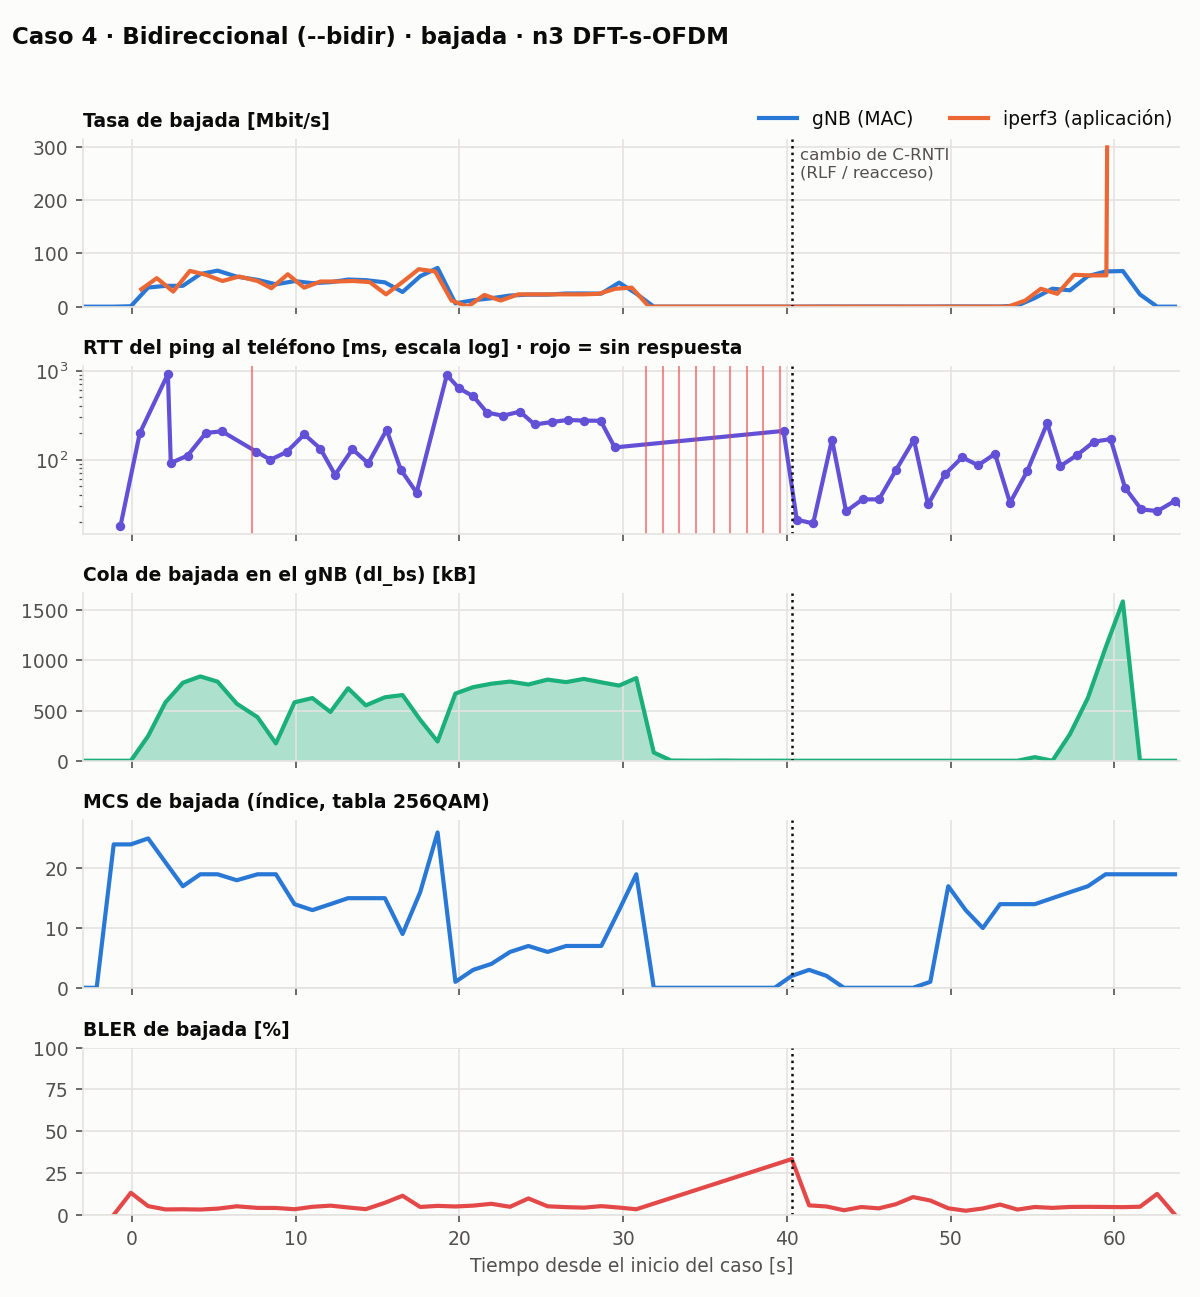 Caso 4 · Bidireccional (--bidir) · bajada · n3 DFT-s-OFDM
Tasa de bajada [Mbit/s]
gNB (MAC)
iperf3 (aplicación)
300
200
100
0
cambio de C-RNTI
(RLF / reacceso)
RTT del ping al teléfono [ms, escala log] · rojo = sin respuesta
10³
10²
Cola de bajada en el gNB (dl_bs) [kB]
1500
1000
500
0
MCS de bajada (índice, tabla 256QAM)
20
10
0
BLER de bajada [%]
100
75
50
25
0
0 10 20 30 40 50 60
Tiempo desde el inicio del caso [s]